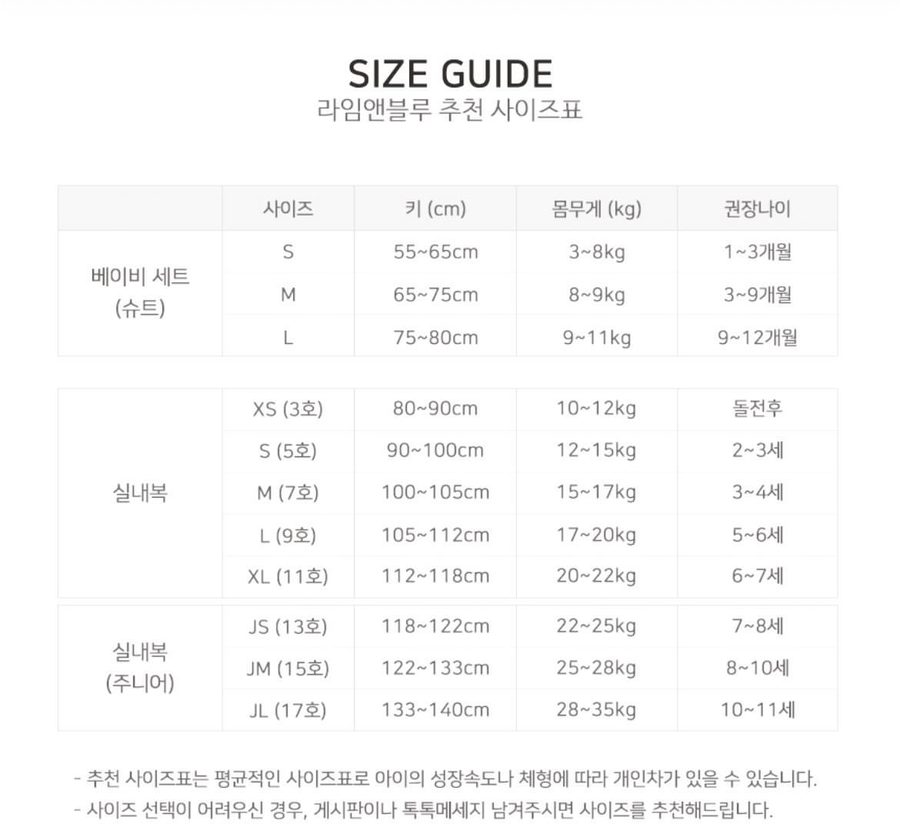 SIZE GUIDE
라임앤블루 추천 사이즈표
사이즈 키 (cm) 몸무게 (kg) 권장나이
베이비 세트
(슈트)
S 55~65cm 3~8kg 1~3개월
M 65~75cm 8~9kg 3~9개월
L 75~80cm 9~11kg 9~12개월
실내복
XS (3호) 80~90cm 10~12kg 돌전후
S (5호) 90~100cm 12~15kg 2~3세
M (7호) 100~105cm 15~17kg 3~4세
L (9호) 105~112cm 17~20kg 5~6세
XL (11호) 112~118cm 20~22kg 6~7세
실내복
(주니어)
JS (13호) 118~122cm 22~25kg 7~8세
JM (15호) 122~133cm 25~28kg 8~10세
JL (17호) 133~140cm 28~35kg 10~11세
- 추천 사이즈표는 평균적인 사이즈표로 아이의 성장속도나 체형에 따라 개인차가 있을 수 있습니다.
- 사이즈 선택이 어려우신 경우, 게시판이나 톡톡메세지 남겨주시면 사이즈를 추천해드립니다.